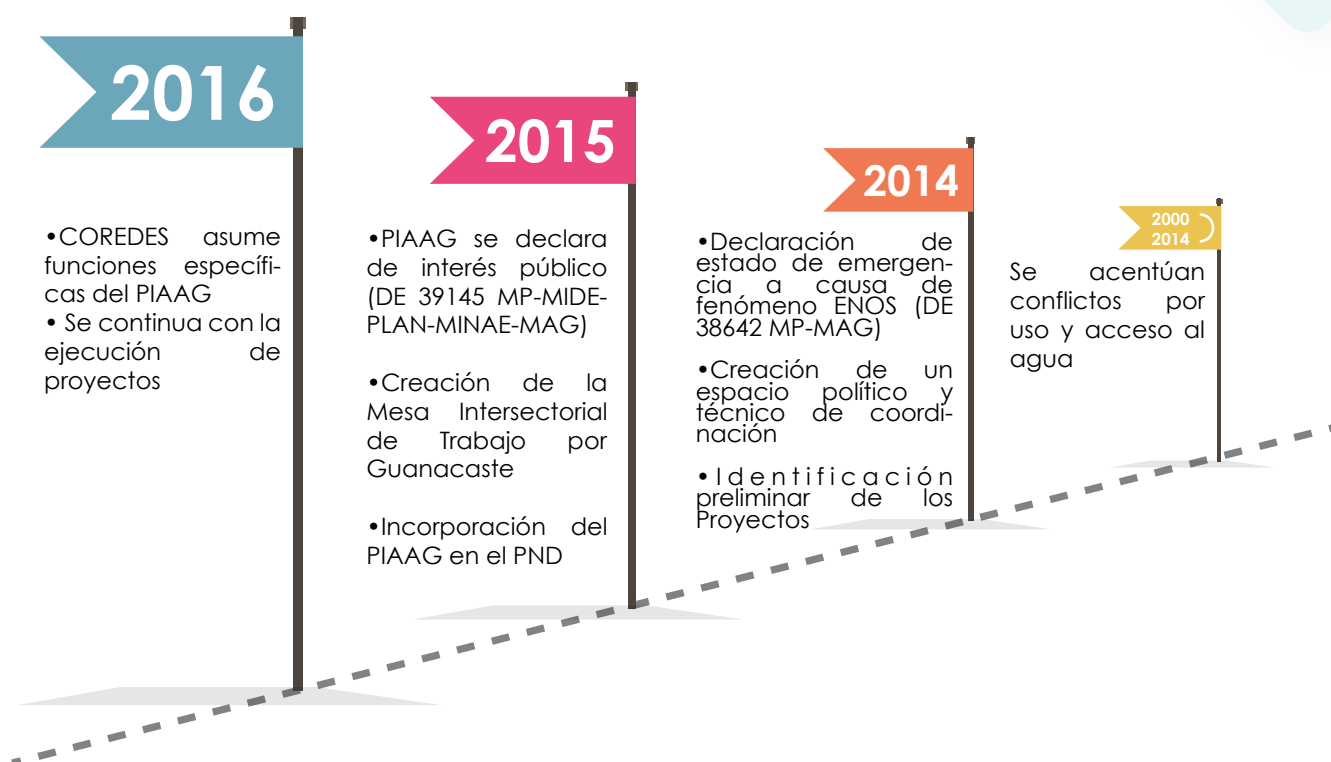 2016
•COREDES asume
funciones específi-
cas del PIAAG
• Se continua con la
ejecución de
proyectos
2015
•PIAAG se declara
de interés público
(DE 39145 MP-MIDE-
PLAN-MINAE-MAG)
•Creación de la
Mesa Intersectorial
de Trabajo por
Guanacaste
•Incorporación del
PIAAG en el PND
2014
•Declaración de
estado de emergen-
cia a causa de
fenómeno ENOS (DE
38642 MP-MAG)
•Creación de un
espacio político y
técnico de coordi-
nación
•Identificación
preliminar de los
Proyectos
2000
2014
Se acentúan
conflictos por
uso y acceso al
agua